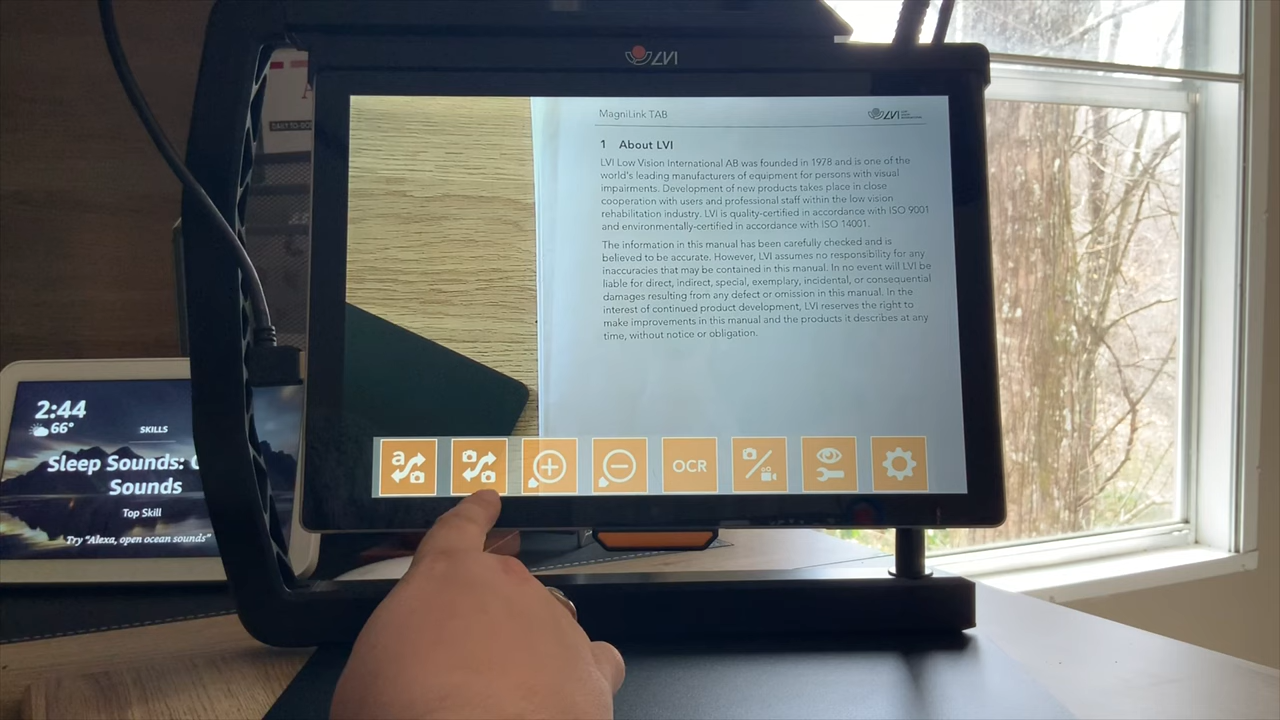 LVI
MagniLink TAB
LVI
1 About LVI
LVI Low Vision International AB was founded in 1978 and is one of the
world's leading manufacturers of equipment for persons with visual
impairments. Development of new products takes place in close
cooperation with users and professional staff within the low vision
rehabilitation industry. LVI is quality-certified in accordance with ISO 9001
and environmentally-certified in accordance with ISO 14001.
The information in this manual has been carefully checked and is
believed to be accurate. However, LVI assumes no responsibility for any
inaccuracies that may be contained in this manual. In no event will LVI be
liable for direct, indirect, special, exemplary, incidental, or consequential
damages resulting from any defect or omission in this manual. In the
interest of continued product development, LVI reserves the right to
make improvements in this manual and the products it describes at any
time, without notice or obligation.
a
OCR
2:44
66°
SKILLS
Sleep Sounds:
Sounds
Top Skill
Try "Alexa, open ocean sounds"